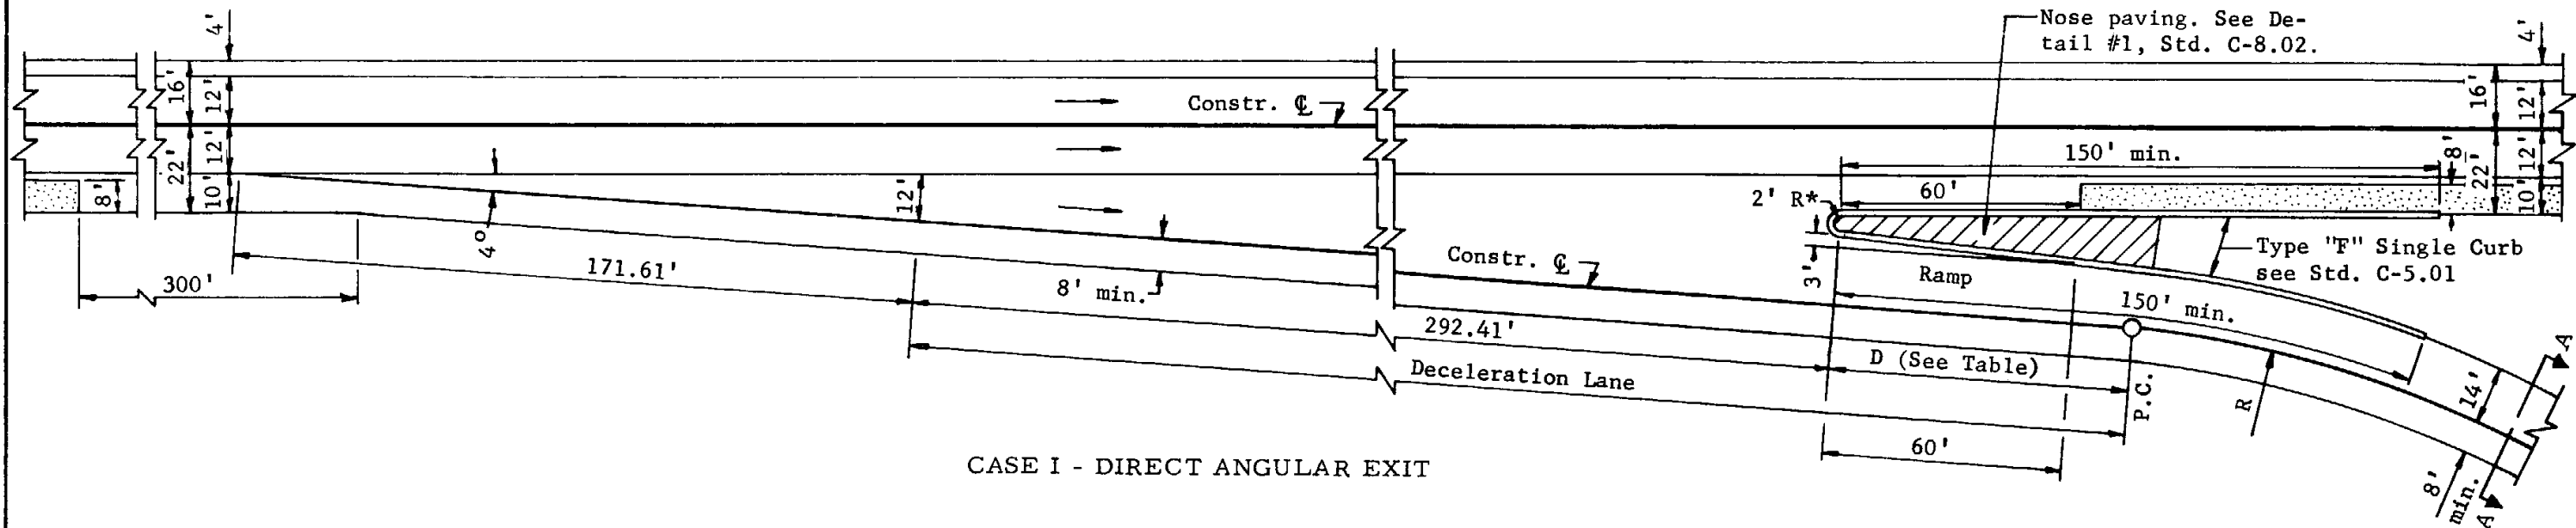 Nose paving. See De-
tail #1, Std. C-8.02.
4'
4'
16'
12'
Constr. ℄
16'
12'
22'
12'
10'
8'
150' min.
8'
12'
22'
10'
60'
2' R*
12'
4°
171.61'
300'
8' min.
Constr. ℄
3'
Ramp
Type "F" Single Curb
see Std. C-5.01
150' min.
292.41'
D (See Table)
Deceleration Lane
P.C.
R
14'
A
60'
8'
min.
A
CASE I - DIRECT ANGULAR EXIT